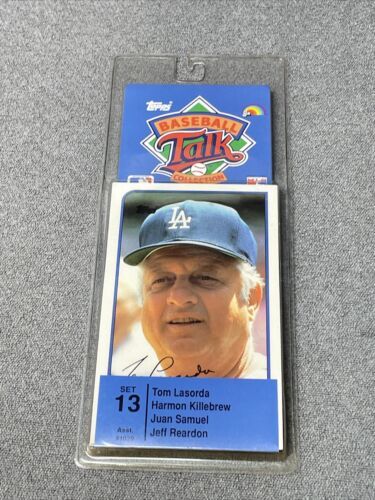 Topps
BASEBALL
Talk
COLLECTION
LA
SET
13
Asst.
Tom Lasorda
Harmon Killebrew
Juan Samuel
Jeff Reardon